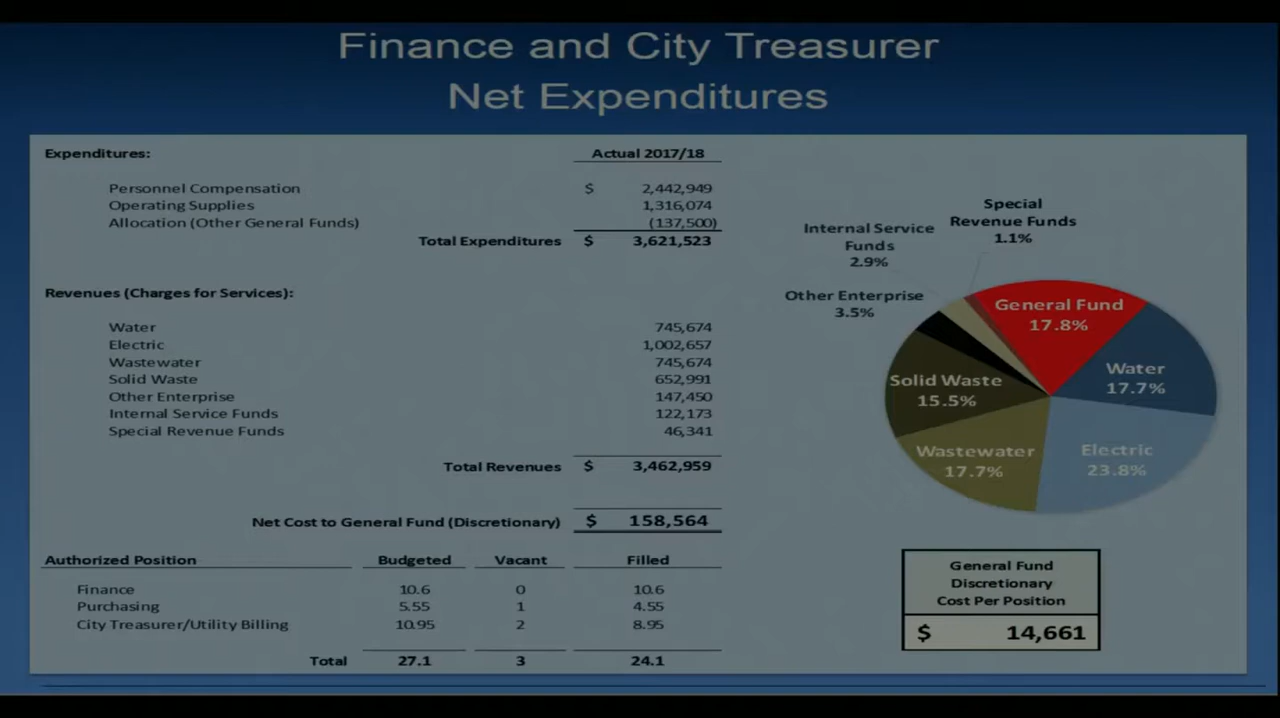 Finance and City Treasurer
Net Expenditures
Expenditures: Actual 2017/18
Personnel Compensation $ 2,442,949
Operating Supplies 1,316,074
Allocation (Other General Funds) (137,500)
Total Expenditures $ 3,621,523
Revenues (Charges for Services):
Water 745,674
Electric 1,002,657
Wastewater 745,674
Solid Waste 652,991
Other Enterprise 147,450
Internal Service Funds 122,173
Special Revenue Funds 46,341
Total Revenues $ 3,462,959
Net Cost to General Fund (Discretionary) $ 158,564
Authorized Position Budgeted Vacant Filled
Finance 10.6 0 10.6
Purchasing 5.55 1 4.55
City Treasurer/Utility Billing 10.95 2 8.95
Total 27.1 3 24.1
Special
Revenue Funds
1.1%
Internal Service
Funds
2.9%
Other Enterprise
3.5%
General Fund
17.8%
Water
17.7%
Solid Waste
15.5%
Wastewater
17.7%
Electric
23.8%
General Fund
Discretionary
Cost Per Position
$ 14,661